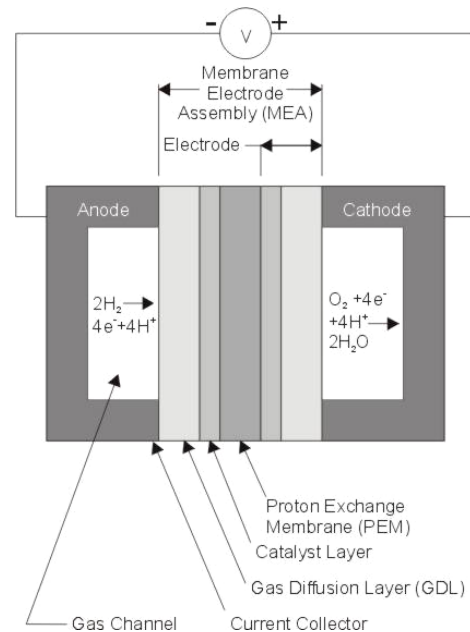 - V +
Membrane
Electrode
Assembly (MEA)
Electrode
Anode
Cathode
2H₂ →
4e⁻+4H⁺
O₂ +4e⁻
+4H⁺→
2H₂O
Proton Exchange
Membrane (PEM)
Catalyst Layer
Gas Diffusion Layer (GDL)
Gas Channel
Current Collector